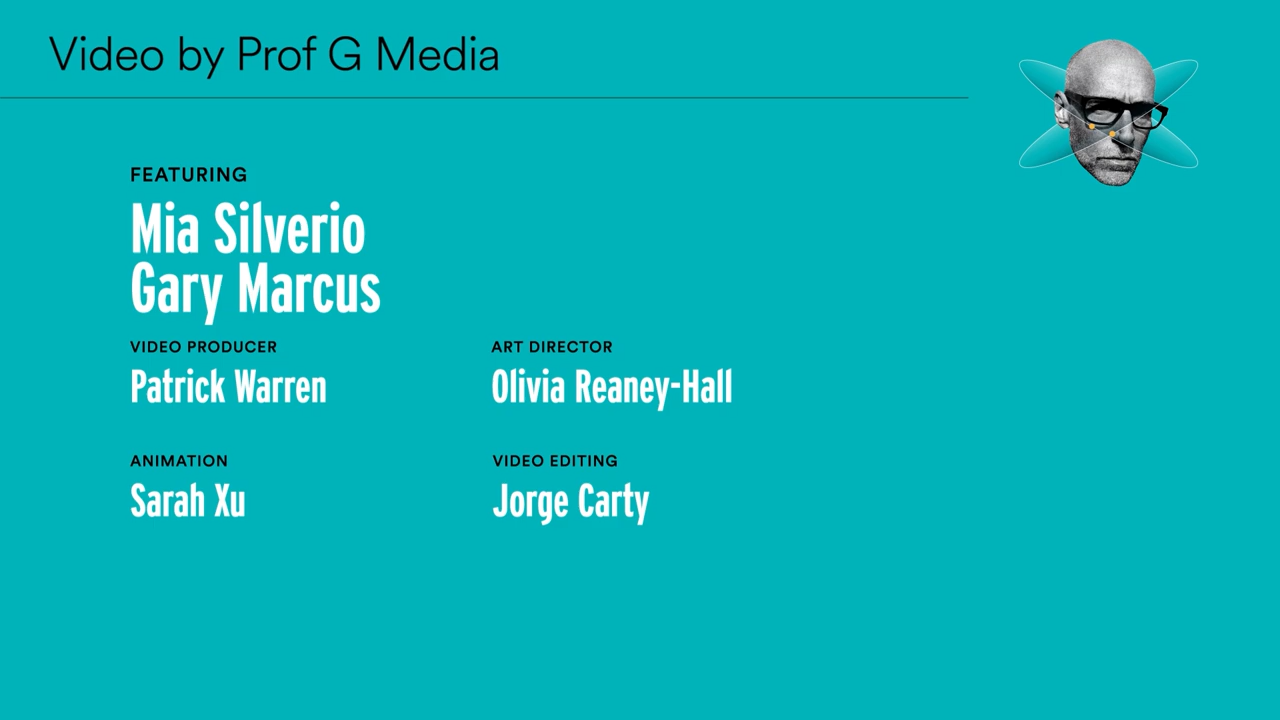 Video by Prof G Media
FEATURING
Mia Silverio
Gary Marcus
VIDEO PRODUCER
Patrick Warren
ART DIRECTOR
Olivia Reaney-Hall
ANIMATION
Sarah Xu
VIDEO EDITING
Jorge Carty